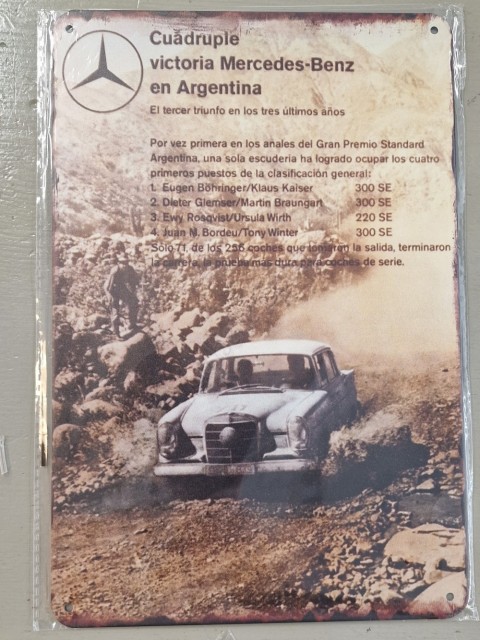 Cuádruple
victoria Mercedes-Benz
en Argentina
El tercer triunfo en los tres últimos años
Por vez primera en los anales del Gran Premio Standard
Argentina, una sola escuderia ha logrado ocupar los cuatro
primeros puestos de la clasificación general:
1. Eugen Böhringer/Klaus Kaiser 300 SE
2. Dieter Glemser/Martin Braungart 300 SE
3. Ewy Rosqvist/Ursula Wirth 220 SE
4. Juan M. Bordeu/Tony Winter 300 SE
Sólo 71, de los 256 coches que tomaron la salida, terminaron
la carrera, la prueba más dura para coches de serie.